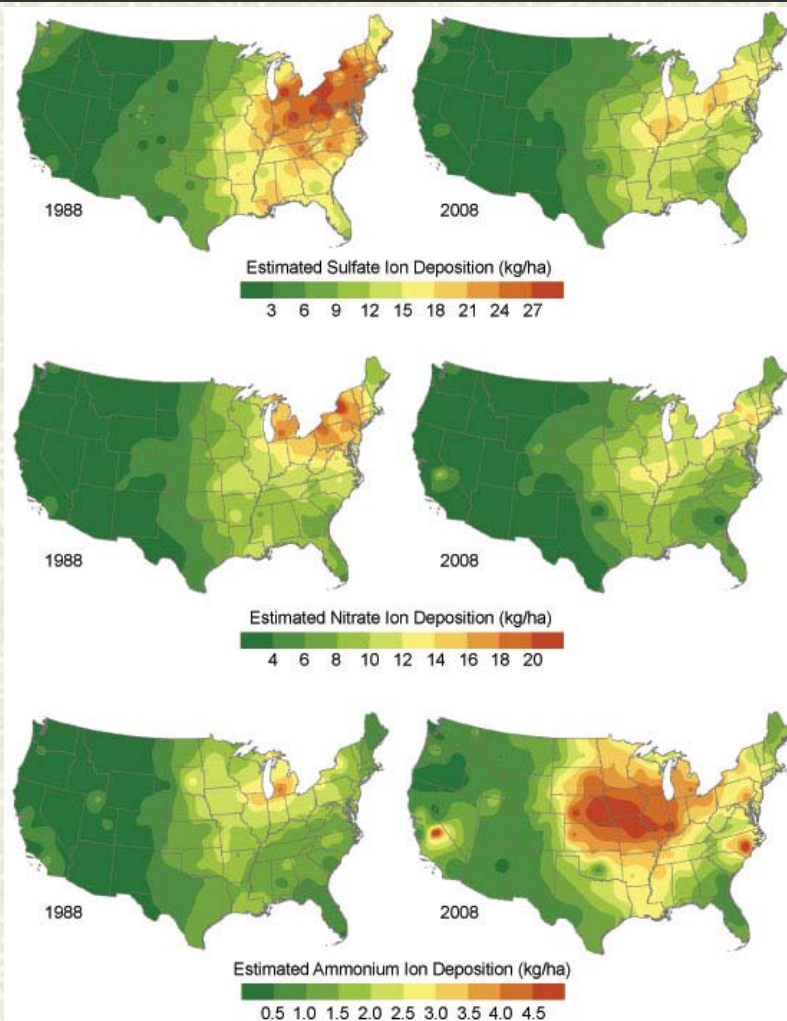 1988
2008
Estimated Sulfate Ion Deposition (kg/ha)
3 6 9 12 15 18 21 24 27
1988
2008
Estimated Nitrate Ion Deposition (kg/ha)
4 6 8 10 12 14 16 18 20
1988
2008
Estimated Ammonium Ion Deposition (kg/ha)
0.5 1.0 1.5 2.0 2.5 3.0 3.5 4.0 4.5